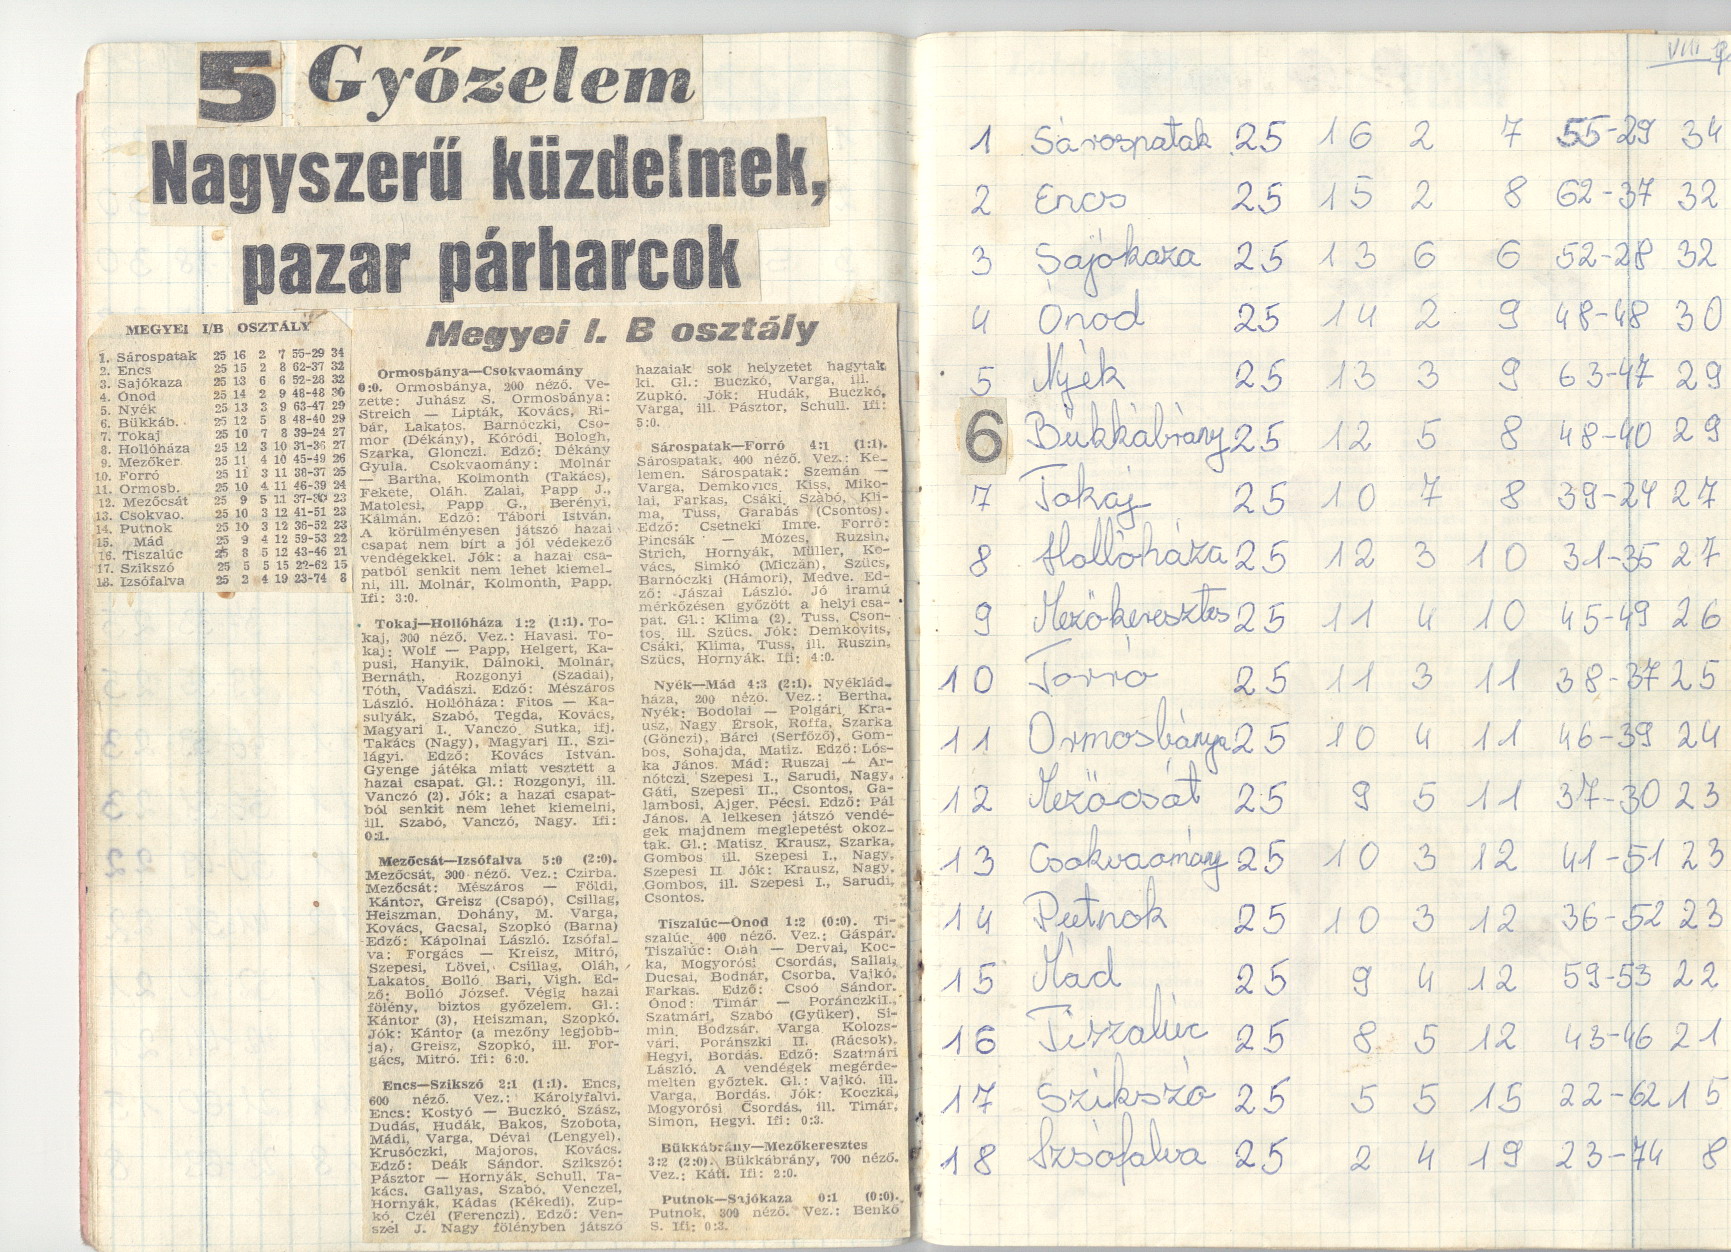 5 Győzelem
Nagyszerű küzdelmek,
pazar párharcok
MEGYEI I/B OSZTÁLY
1. Sárospatak 25 16 2 7 55-29 34
2. Encs 25 15 2 8 62-37 32
3. Sajókaza 25 13 6 6 52-28 32
4. Ónod 25 14 2 9 48-48 30
5. Nyék 25 13 3 9 63-47 29
6. Bükkáb. 25 12 5 8 48-40 29
7. Tokaj 25 10 7 8 39-24 27
8. Hollóháza 25 12 3 10 31-36 27
9. Mezőker. 25 11 4 10 45-49 26
10. Forró 25 11 3 11 38-37 25
11. Ormosb. 25 10 4 11 46-39 24
12. Mezőcsát 25 9 5 11 37-30 23
13. Csokvao. 25 10 3 12 41-51 23
14. Putnok 25 10 3 12 36-52 23
15. Mád 25 9 4 12 59-53 22
16. Tiszalúc 25 8 5 12 43-46 21
17. Szikszó 25 5 5 15 22-62 15
18. Izsófalva 25 2 4 19 23-74 8
Megyei I. B osztály
Ormosbánya—Csokvaomány
0:0. Ormosbánya, 200 néző. Ve-
zette: Juhász S. Ormosbánya:
Streich — Lipták, Kovács, Ri-
bár, Lakatos, Barnóczki, Cso-
mor (Dékány), Kóródi, Bologh,
Szarka, Glonczi. Edző: Dékány
Gyula. Csokvaomány: Molnár
— Bartha, Kolmonth (Takács),
Fekete, Oláh, Zalai, Papp J.,
Matolcsi, Papp G., Berényi,
Kálmán. Edző: Tábori István.
A körülményesen játszó hazai
csapat nem bírt a jól védekező
vendégekkel. Jók: a hazai csa-
patból senkit nem lehet kiemel-
ni, ill. Molnár, Kolmonth, Papp.
Ifi: 3:0.
Tokaj—Hollóháza 1:2 (1:1). To-
kaj, 300 néző. Vez.: Havasi. To-
kaj: Wolf — Papp, Helgert, Ka-
pusi, Hanyik, Dálnoki, Molnár,
Bernáth, Rozgonyi (Szadai),
Tóth, Vadászi. Edző: Mészáros
László. Hollóháza: Fitos — Ka-
sulyák, Szabó, Tegda, Kovács,
Magyari I., Vanczó, Sutka, ifj.
Takács (Nagy), Magyari II., Szi-
lágyi. Edző: Kovács István.
Gyenge játéka miatt vesztett a
hazai csapat. Gl.: Rozgonyi, ill.
Vanczó (2). Jók: a hazai csapat-
ból senkit nem lehet kiemelni,
ill. Szabó, Vanczó, Nagy. Ifi:
0:1.
Mezőcsát—Izsófalva 5:0 (2:0).
Mezőcsát, 300 néző. Vez.: Czirba.
Mezőcsát: Mészáros — Földi,
Kántor, Greisz (Csapó), Csillag,
Heiszman, Dohány, M. Varga,
Kovács, Gacsal, Szopkó (Barna)
Edző: Kápolnai László. Izsófal-
va: Forgács — Kreisz, Mitró,
Szepesi, Lövei, Csillag, Oláh,
Lakatos, Bolló Bari, Vigh. Ed-
ző: Bolló József. Végig hazai
fölény, biztos győzelem. Gl.:
Kántor (3), Heiszman, Szopkó.
Jók: Kántor (a mezőny legjobb-
ja), Greisz, Szopkó, ill. For-
gács, Mitró. Ifi: 6:0.
Encs—Szikszó 2:1 (1:1). Encs,
600 néző. Vez.: Károlyfalvi.
Encs: Kostyó — Buczkó, Szász,
Dudás, Hudák, Bakos, Szobota,
Mádi, Varga, Dévai (Lengyel),
Krusóczki, Majoros, Kovács.
Edző: Deák Sándor. Szikszó:
Pásztor — Hornyák, Schull, Ta-
kács, Gallyas, Szabó, Venczel,
Hornyák, Kádas (Kékedi), Zup-
kó, Czél (Ferenczi). Edző: Ven-
szel J. Nagy fölényben játszó
hazaiak sok helyzetet hagytak
ki. Gl.: Buczkó, Varga, ill.
Zupkó. Jók: Hudák, Buczkó,
Varga, ill. Pásztor, Schull. Ifi:
5:0.
Sárospatak—Forró 4:1 (1:1).
Sárospatak, 400 néző. Vez.: Ke-
lemen. Sárospatak: Szemán —
Varga, Demkovics, Kiss, Miko-
lai, Farkas, Csáki, Szabó, Kli-
ma, Tuss, Garabás (Csontos).
Edző: Csetneki Imre. Forró:
Pincsák — Mózes, Ruzsin,
Strich, Hornyák, Müller, Ko-
vács, Simkó (Miczán), Szűcs,
Barnóczki (Hámori), Medve. Ed-
ző: Jászai László. Jó iramú
mérkőzésen győzött a helyi csa-
pat. Gl.: Klima (2), Tuss, Cson-
tos, ill. Szűcs. Jók: Demkovits,
Csáki, Klima, Tuss, ill. Ruszin,
Szücs, Hornyák. Ifi: 4:0.
Nyék—Mád 4:3 (2:1). Nyéklád-
háza, 200 néző. Vez.: Bertha.
Nyék: Bodolai — Polgári, Kra-
usz, Nagy Érsok, Röffa, Szarka
(Gönczi), Bárci (Serfőző), Gom-
bos, Sohajda, Matiz. Edző: Lós-
ka János. Mád: Ruszai — Ar-
nótczi, Szepesi I., Sarudi, Nagy,
Gáti, Szepesi II., Csontos, Ga-
lambosi, Ajger, Pécsi. Edző: Pál
János. A lelkesen játszó vendé-
gek majdnem meglepetést okoz-
tak. Gl.: Matisz, Krausz, Szarka,
Gombos ill. Szepesi I., Nagy,
Szepesi II. Jók: Krausz, Nagy,
Gombos, ill. Szepesi I., Sarudi,
Csontos.
Tiszalúc—Ónod 1:2 (0:0). Ti-
szalúc, 400 néző. Vez.: Gáspár.
Tiszalúc: Oláh — Dervai, Koc-
ka, Mogyorósi Csordás, Sallai,
Ducsai, Bodnár, Csorba, Vajkó,
Farkas. Edző: Csoó Sándor.
Ónod: Timár — PoránczkiI.,
Szatmári, Szabó (Gyüker), Si-
min, Bodzsár, Varga Kolozs-
vári, Poránszki II. (Rácsok),
Hegyi, Bordás. Edző: Szatmári
László. A vendégek megérde-
melten győztek. Gl.: Vajkó, ill.
Varga, Bordás. Jók: Koczka,
Mogyorósi Csordás, ill. Timár,
Simon, Hegyi. Ifi: 0:3.
Bükkábrány—Mezőkeresztes
3:2 (2:0). Bükkábrány, 700 néző.
Vez.: Káti. Ifi: 2:0.
Putnok—Sajókaza 0:1 (0:0).
Putnok, 300 néző. Vez.: Benkő
S. Ifi: 0:3.
VIII
1 Sárospatak 25 16 2 7 55-29 34
2 Encs 25 15 2 8 62-37 32
3 Sajókaza 25 13 6 6 52-28 32
4 Ónod 25 14 2 9 48-48 30
5 Nyék 25 13 3 9 63-47 29
6 Bükkábrány 25 12 5 8 48-40 29
7 Tokaj 25 10 7 8 39-24 27
8 Hollóháza 25 12 3 10 31-35 27
9 Mezőkeresztes 25 11 4 10 45-49 26
10 Forró 25 11 3 11 38-37 25
11 Ormosbánya 25 10 4 11 46-39 24
12 Mezőcsát 25 9 5 11 37-30 23
13 Csokvaomány 25 10 3 12 41-51 23
14 Putnok 25 10 3 12 36-52 23
15 Mád 25 9 4 12 59-53 22
16 Tiszalúc 25 8 5 12 43-46 21
17 Szikszó 25 5 5 15 22-62 15
18 Izsófalva 25 2 4 19 23-74 8